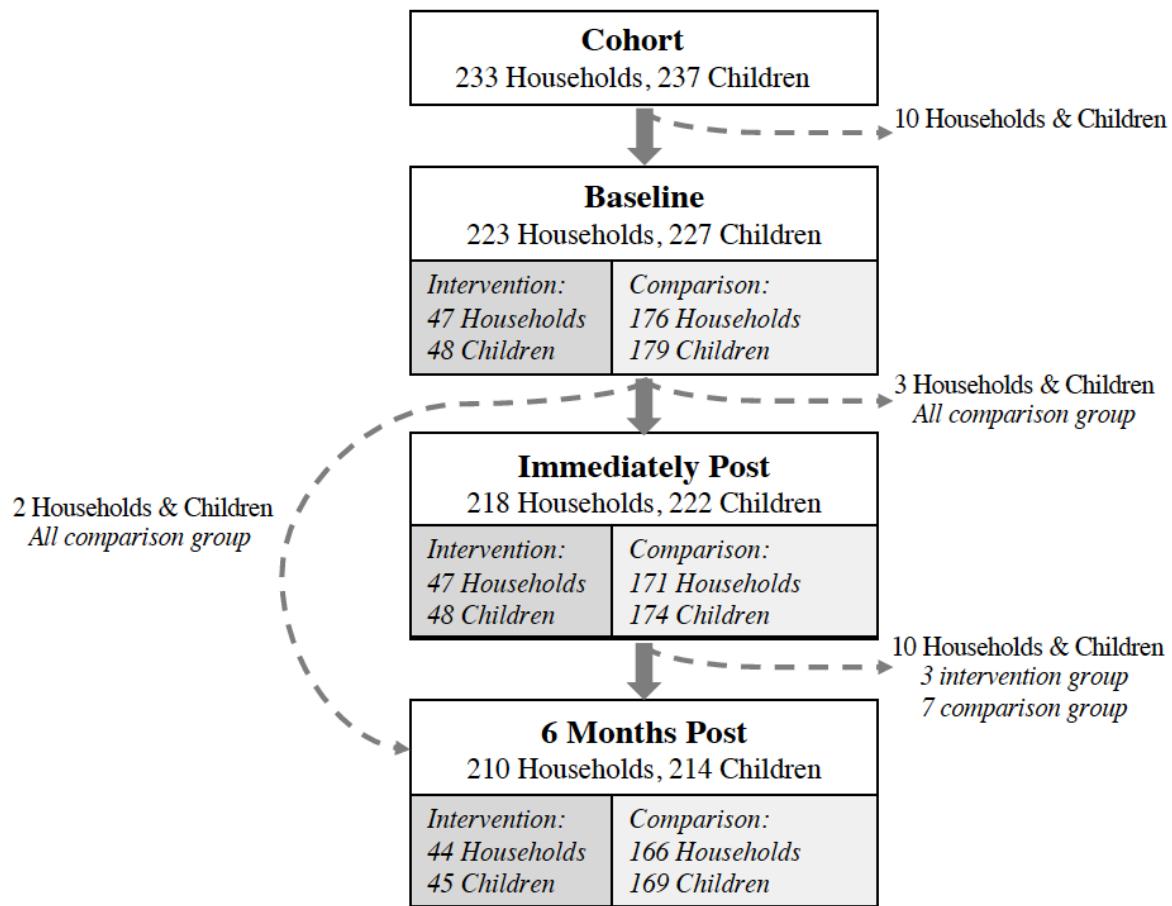 Cohort
233 Households, 237 Children
10 Households & Children
Baseline
223 Households, 227 Children
Intervention:
47 Households
48 Children
Comparison:
176 Households
179 Children
3 Households & Children
All comparison group
2 Households & Children
All comparison group
Immediately Post
218 Households, 222 Children
Intervention:
47 Households
48 Children
Comparison:
171 Households
174 Children
10 Households & Children
3 intervention group
7 comparison group
6 Months Post
210 Households, 214 Children
Intervention:
44 Households
45 Children
Comparison:
166 Households
169 Children